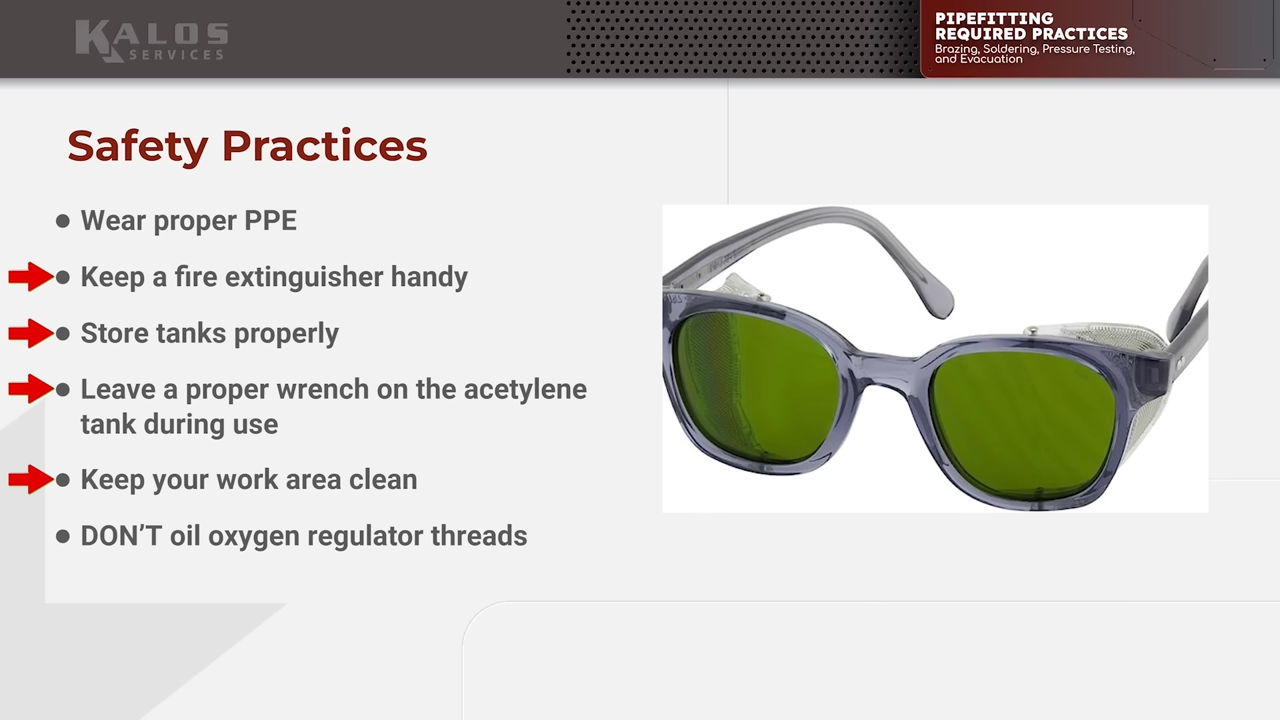 KALOS
SERVICES
PIPEFITTING
REQUIRED PRACTICES
Brazing, Soldering, Pressure Testing,
and Evacuation
Safety Practices
● Wear proper PPE
● Keep a fire extinguisher handy
● Store tanks properly
● Leave a proper wrench on the acetylene
tank during use
● Keep your work area clean
● DON’T oil oxygen regulator threads